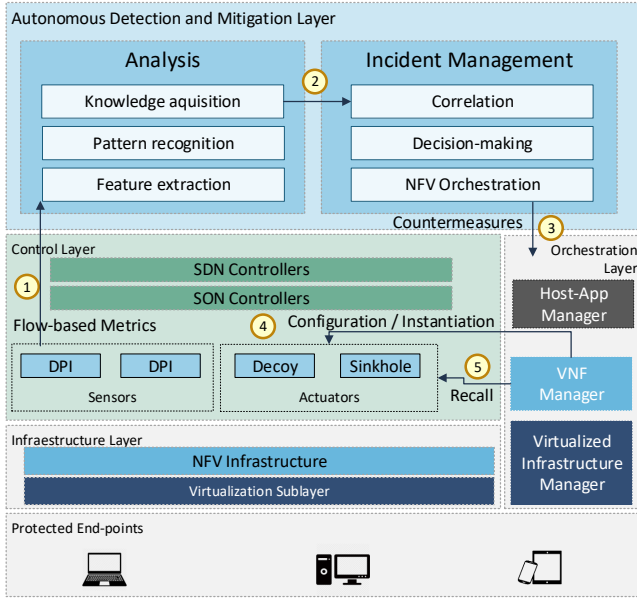 Autonomous Detection and Mitigation Layer
Analysis
Knowledge aquisition
Pattern recognition
Feature extraction
2
Incident Management
Correlation
Decision-making
NFV Orchestration
Countermeasures
3
Control Layer
SDN Controllers
SON Controllers
1
Flow-based Metrics
4
Configuration / Instantiation
DPI
DPI
Sensors
Decoy
Sinkhole
Actuators
5
Recall
Orchestration
Layer
Host-App
Manager
VNF
Manager
Virtualized
Infrastructure
Manager
Infraestructure Layer
NFV Infrastructure
Virtualization Sublayer
Protected End-points